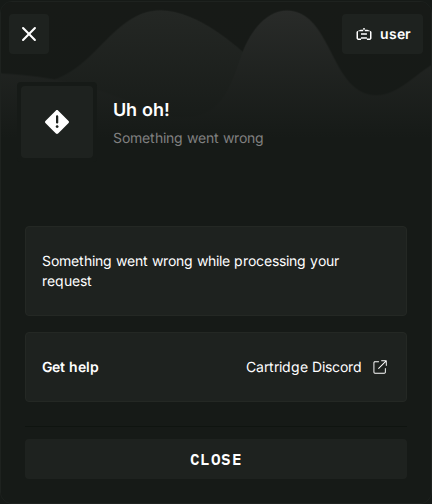 user
Uh oh!
Something went wrong
Something went wrong while processing your
request
Get help
Cartridge Discord
CLOSE